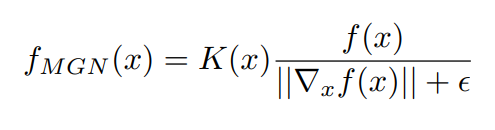 f_{MGN}(x) = K(x) \frac{f(x)}{||\nabla_x f(x)|| + \epsilon}